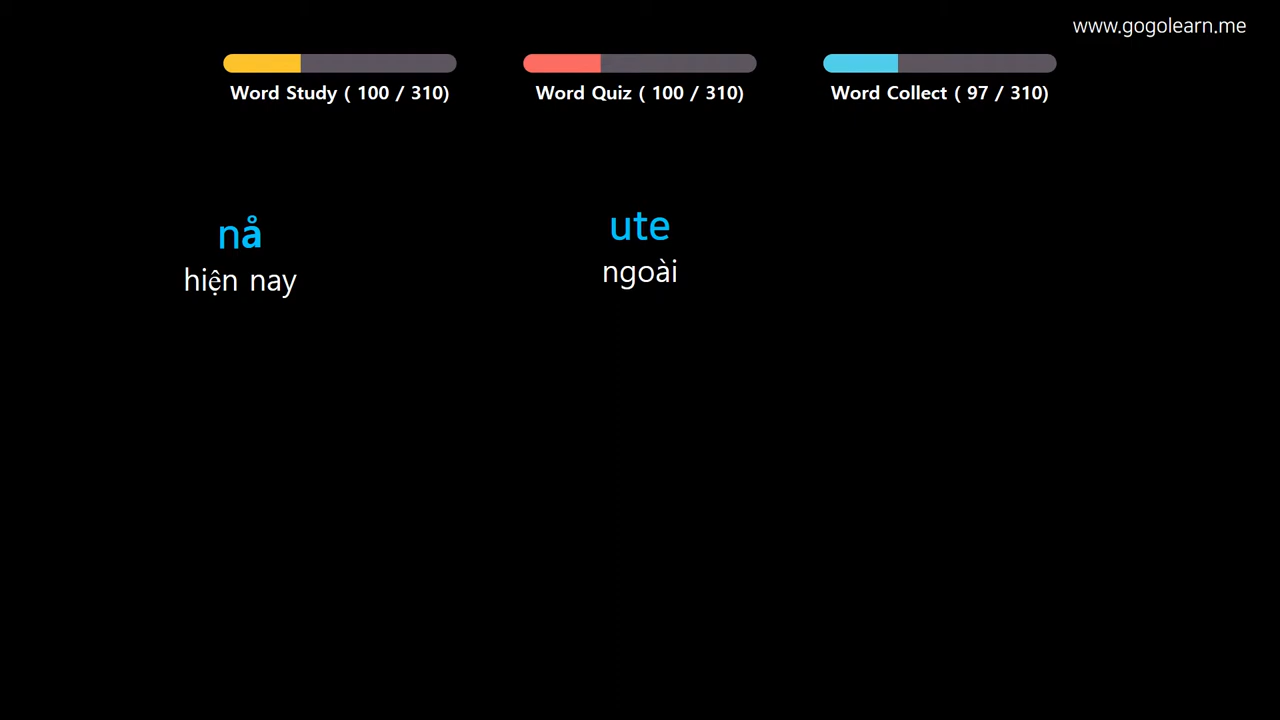 www.gogolearn.me
Word Study ( 100 / 310)
Word Quiz ( 100 / 310)
Word Collect ( 97 / 310)
nå
hiện nay
ute
ngoài